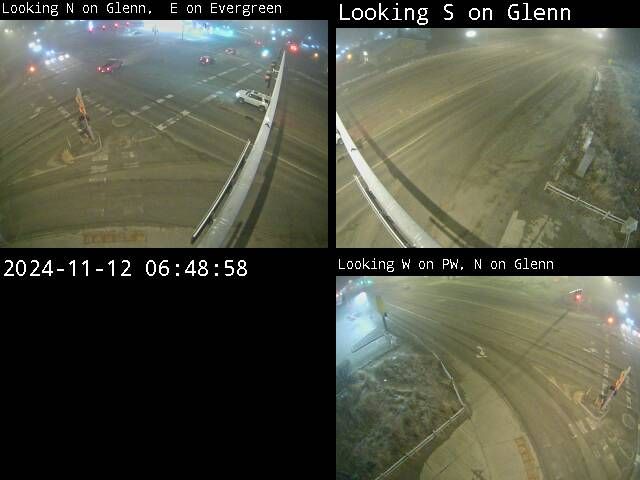 Looking N on Glenn,  E on Evergreen
Looking S on Glenn
2024-11-12 06:48:58
Looking W on PW, N on Glenn